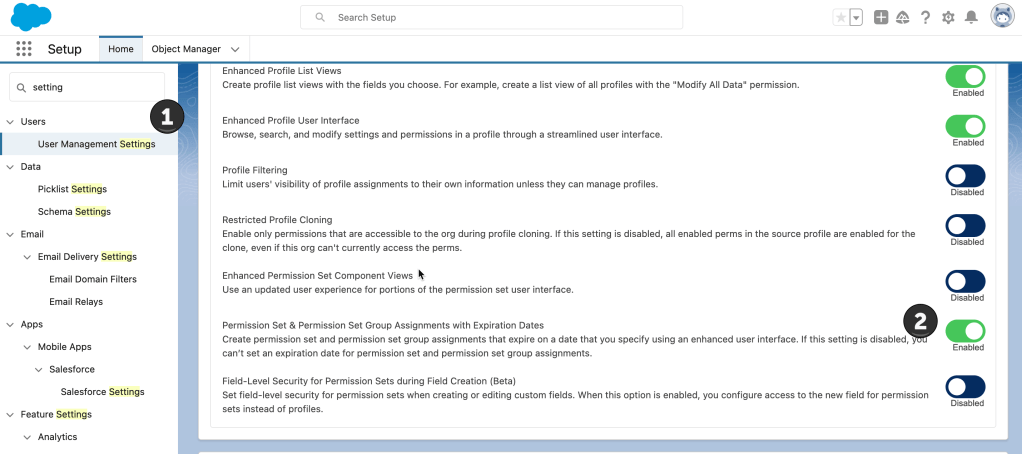 Search Setup
Setup
Home
Object Manager
setting
Users
User Management Settings
Data
Picklist Settings
Schema Settings
Email
Email Delivery Settings
Email Domain Filters
Email Relays
Apps
Mobile Apps
Salesforce
Salesforce Settings
Feature Settings
Analytics
1
Enhanced Profile List Views
Create profile list views with the fields you choose. For example, create a list view of all profiles with the "Modify All Data" permission.
Enabled
Enhanced Profile User Interface
Browse, search, and modify settings and permissions in a profile through a streamlined user interface.
Enabled
Profile Filtering
Limit users' visibility of profile assignments to their own information unless they can manage profiles.
Disabled
Restricted Profile Cloning
Enable only permissions that are accessible to the org during profile cloning. If this setting is disabled, all enabled perms in the source profile are enabled for the
clone, even if this org can't currently access the perms.
Disabled
Enhanced Permission Set Component Views
Use an updated user experience for portions of the permission set user interface.
Disabled
2
Permission Set & Permission Set Group Assignments with Expiration Dates
Create permission set and permission set group assignments that expire on a date that you specify using an enhanced user interface. If this setting is disabled, you
can't set an expiration date for permission set and permission set group assignments.
Enabled
Field-Level Security for Permission Sets during Field Creation (Beta)
Set field-level security for permission sets when creating or editing custom fields. When this option is enabled, you configure access to the new field for permission
sets instead of profiles.
Disabled